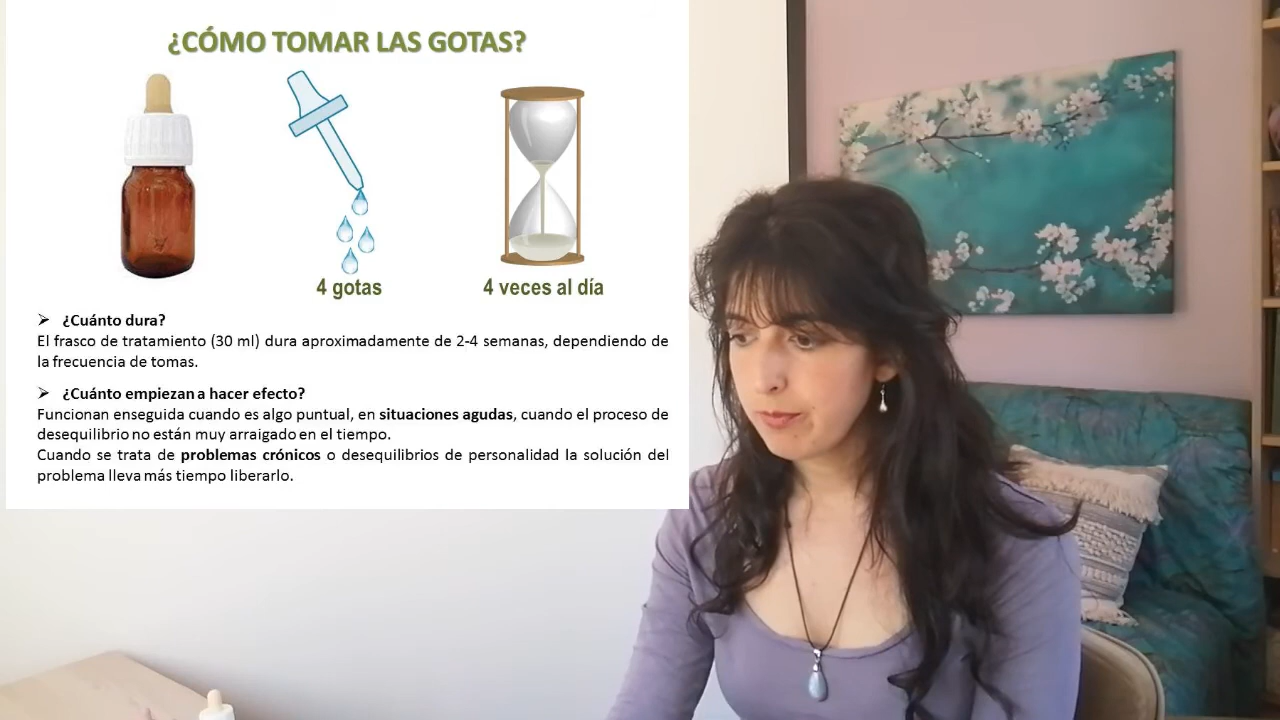 ¿CÓMO TOMAR LAS GOTAS?
4 gotas
4 veces al día
➢ ¿Cuánto dura?
El frasco de tratamiento (30 ml) dura aproximadamente de 2-4 semanas, dependiendo de
la frecuencia de tomas.
➢ ¿Cuánto empiezan a hacer efecto?
Funcionan enseguida cuando es algo puntual, en situaciones agudas, cuando el proceso de
desequilibrio no están muy arraigado en el tiempo.
Cuando se trata de problemas crónicos o desequilibrios de personalidad la solución del
problema lleva más tiempo liberarlo.